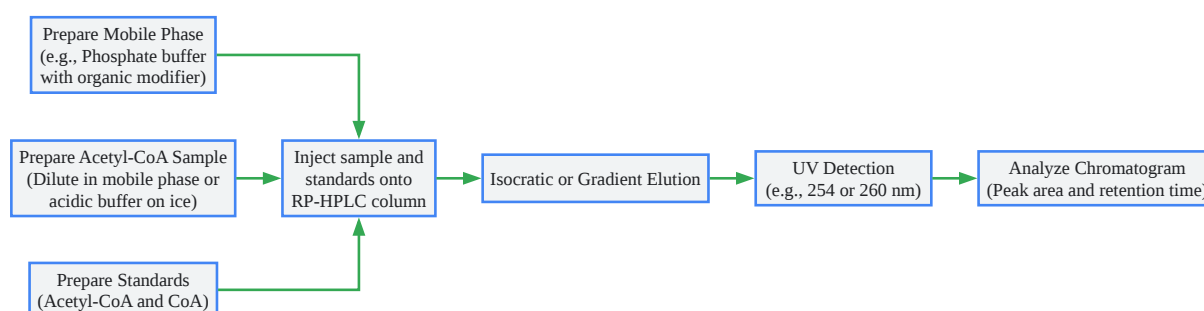 Prepare Mobile Phase
(e.g., Phosphate buffer
with organic modifier)
Prepare Acetyl-CoA Sample
(Dilute in mobile phase or
acidic buffer on ice)
Prepare Standards
(Acetyl-CoA and CoA)
Inject sample and
standards onto
RP-HPLC column
Isocratic or Gradient Elution
UV Detection
(e.g., 254 or 260 nm)
Analyze Chromatogram
(Peak area and retention time)